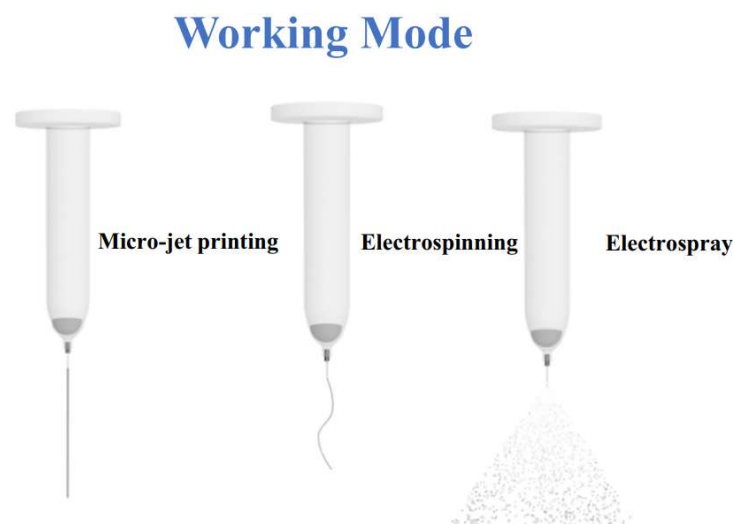 Working Mode
Micro-jet printing
Electrospinning
Electrospray